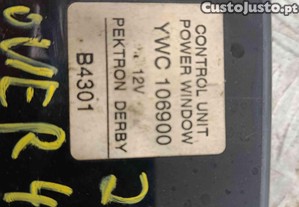 CustoJusto.pt
CONTROL UNIT
POWER WINDOW
YWC 106900
12V
PEKTRON DERBY
B4301
OVER 4